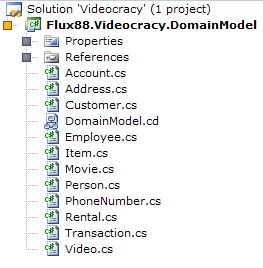 Solution 'Videocracy' (1 project)
Flux88.Videocracy.DomainModel
Properties
References
Account.cs
Address.cs
Customer.cs
DomainModel.cd
Employee.cs
Item.cs
Movie.cs
Person.cs
PhoneNumber.cs
Rental.cs
Transaction.cs
Video.cs